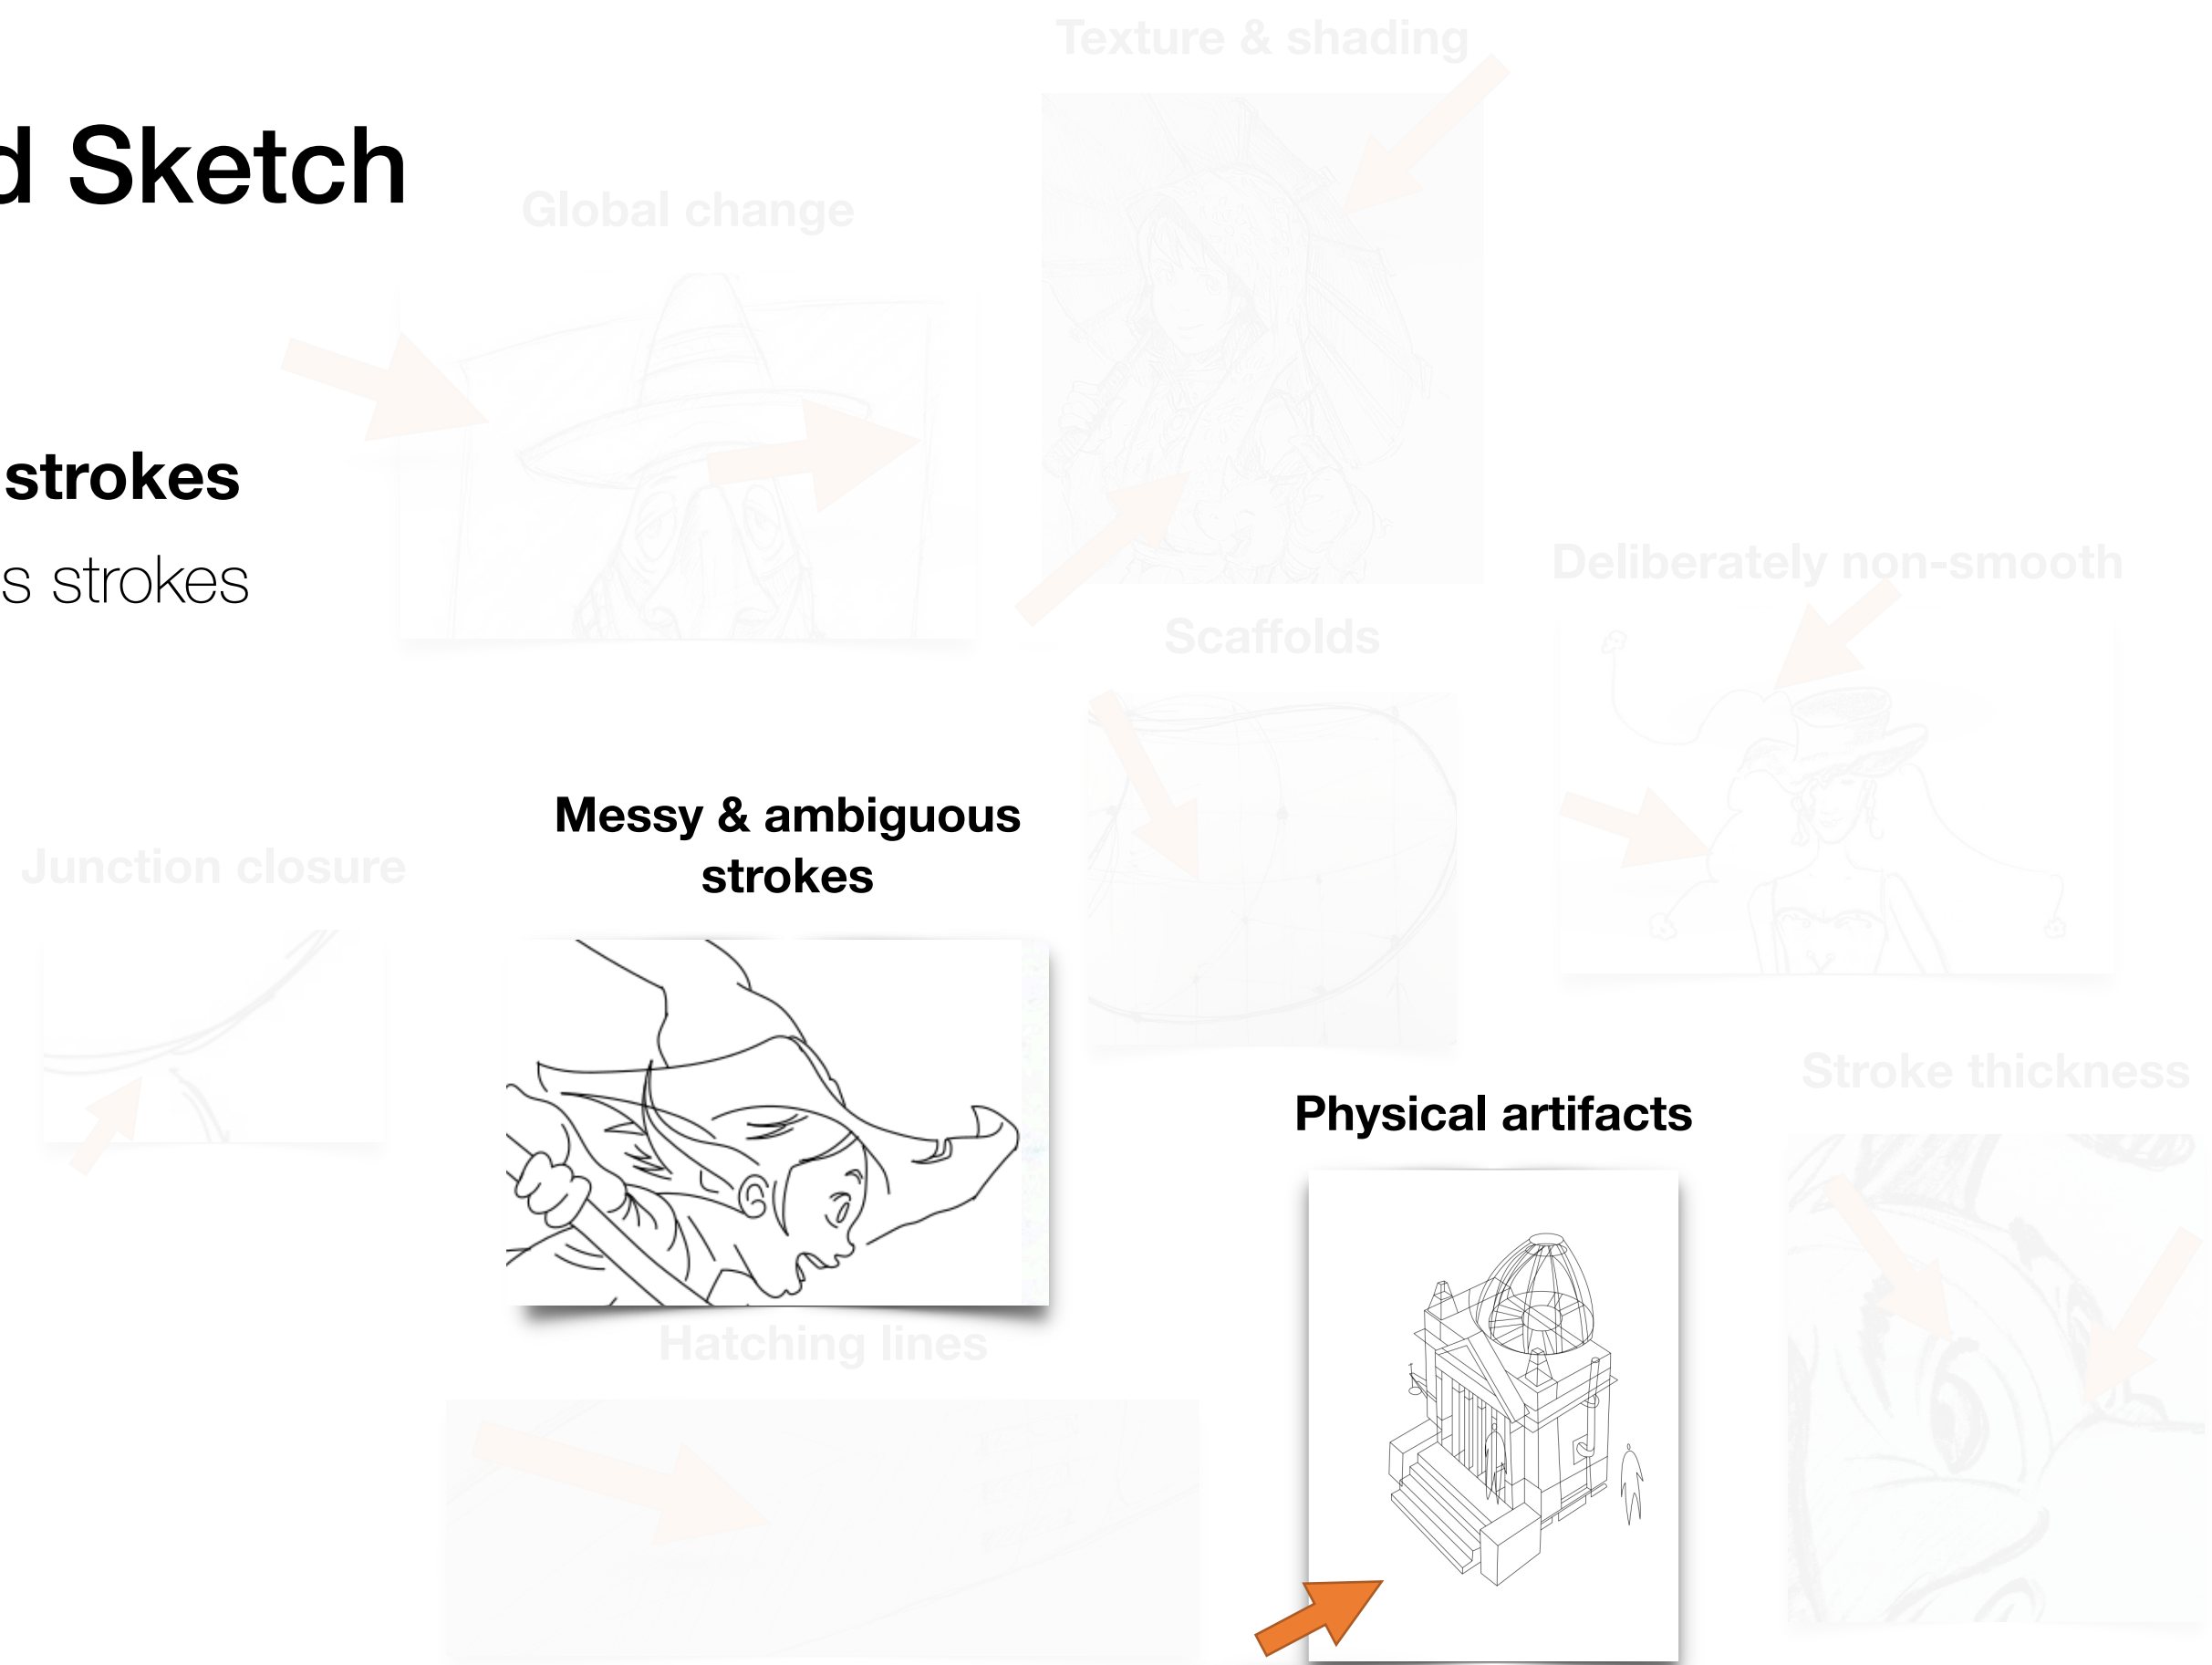 Texture & shading
d Sketch
Global change
strokes
s strokes
Deliberately non-smooth
Scaffolds
Messy & ambiguous
strokes
Junction closure
Stroke thickness
Physical artifacts
Hatching lines